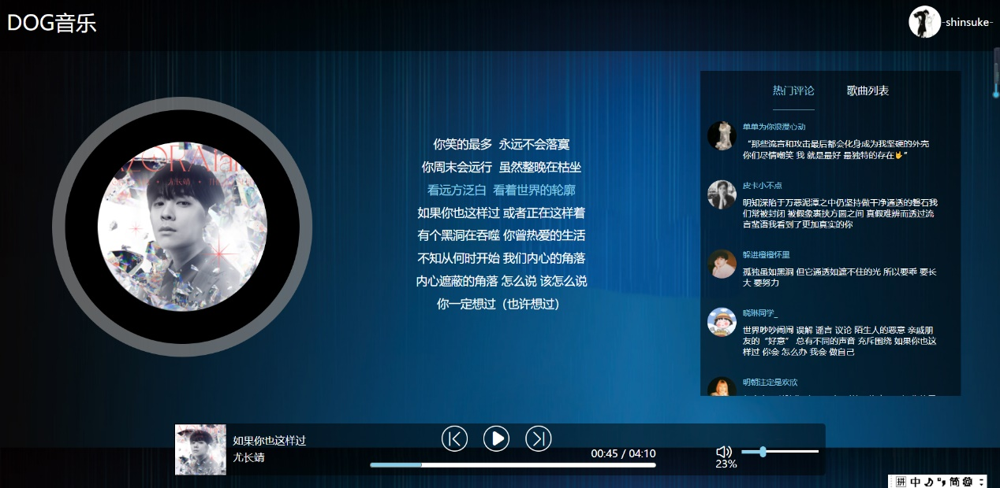 DOG音乐
-shinsuke-
尤长靖
你笑的最多 永远不会落寞
你周末会远行 虽然整晚在枯坐
看远方泛白 看着世界的轮廓
如果你也这样过 或者正在这样着
有个黑洞在吞噬 你曾热爱的生活
不知从何时开始 我们内心的角落
内心遮蔽的角落 怎么说 该怎么说
你一定想过（也许想过）
热门评论 歌曲列表
单单为你浪漫心动
“那些流言和攻击最后都会化身成为我坚硬的外壳
你们尽情嘲笑 我 就是最好 最独特的存在🤟”
皮卡小不点
明知深陷于万恶泥潭之中仍坚持做干净通透的磐石我
们常被封闭 被假象裹挟方圆之间 真假难辨而透过流
言蜚语我看到了更加真实的你
躲进橙橙怀里
孤独虽如黑洞 但它通透如遮不住的光 所以要乖 要长
大 要努力
晓琳同学_
世界吵吵闹闹 误解 谣言 议论 陌生人的恶意 亲戚朋
友的“好意” 总有不同的声音 充斥围绕 如果你也这
样过 你会 怎么办 我会 做自己
明朝注定是欢欣
如果你也这样过
尤长靖
00:45 / 04:10
23%
拼 中 简